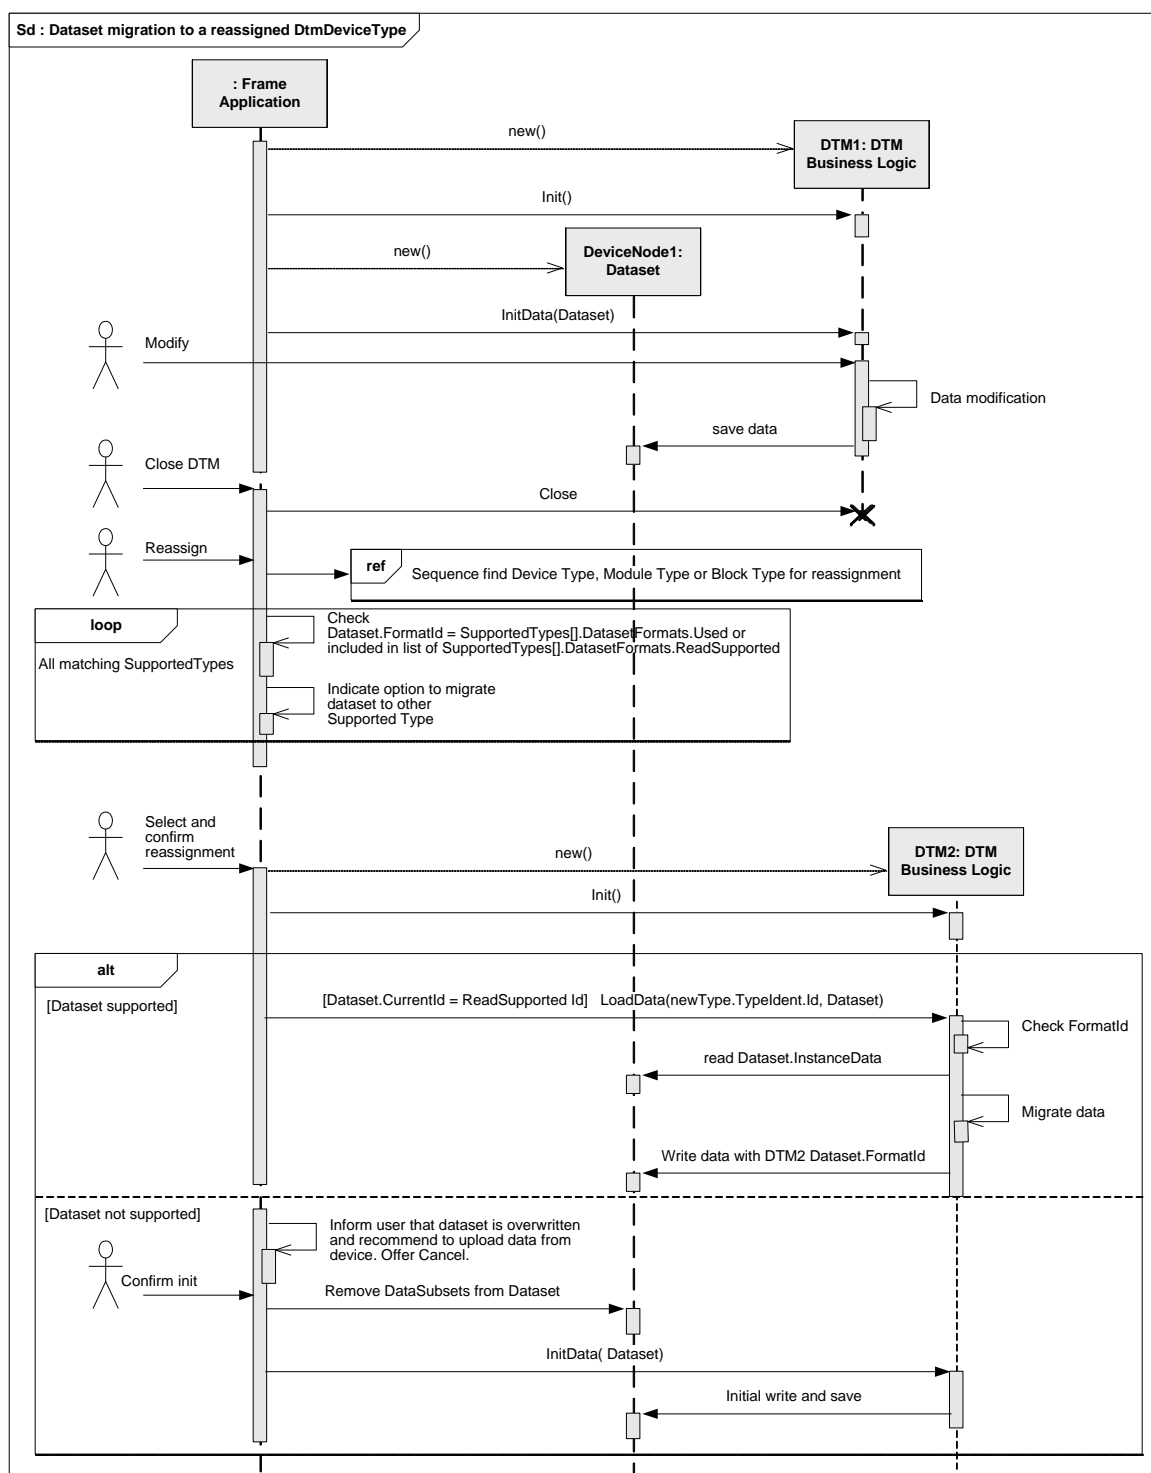 Sd : Dataset migration to a reassigned DtmDeviceType
: Frame
Application
new()
DTM1: DTM
Business Logic
Init()
new()
DeviceNode1:
Dataset
InitData(Dataset)
Modify
Data modification
save data
Close DTM
Close
Reassign
ref
Sequence find Device Type, Module Type or Block Type for reassignment
loop
All matching SupportedTypes
Check
Dataset.FormatId = SupportedTypes[].DatasetFormats.Used or
included in list of SupportedTypes[].DatasetFormats.ReadSupported
Indicate option to migrate
dataset to other
Supported Type
Select and
confirm
reassignment
new()
DTM2: DTM
Business Logic
Init()
alt
[Dataset supported]
[Dataset.CurrentId = ReadSupported Id] LoadData(newType.TypeIdent.Id, Dataset)
Check FormatId
read Dataset.InstanceData
Migrate data
Write data with DTM2 Dataset.FormatId
[Dataset not supported]
Inform user that dataset is overwritten
and recommend to upload data from
device. Offer Cancel.
Confirm init
Remove DataSubsets from Dataset
InitData( Dataset)
Initial write and save